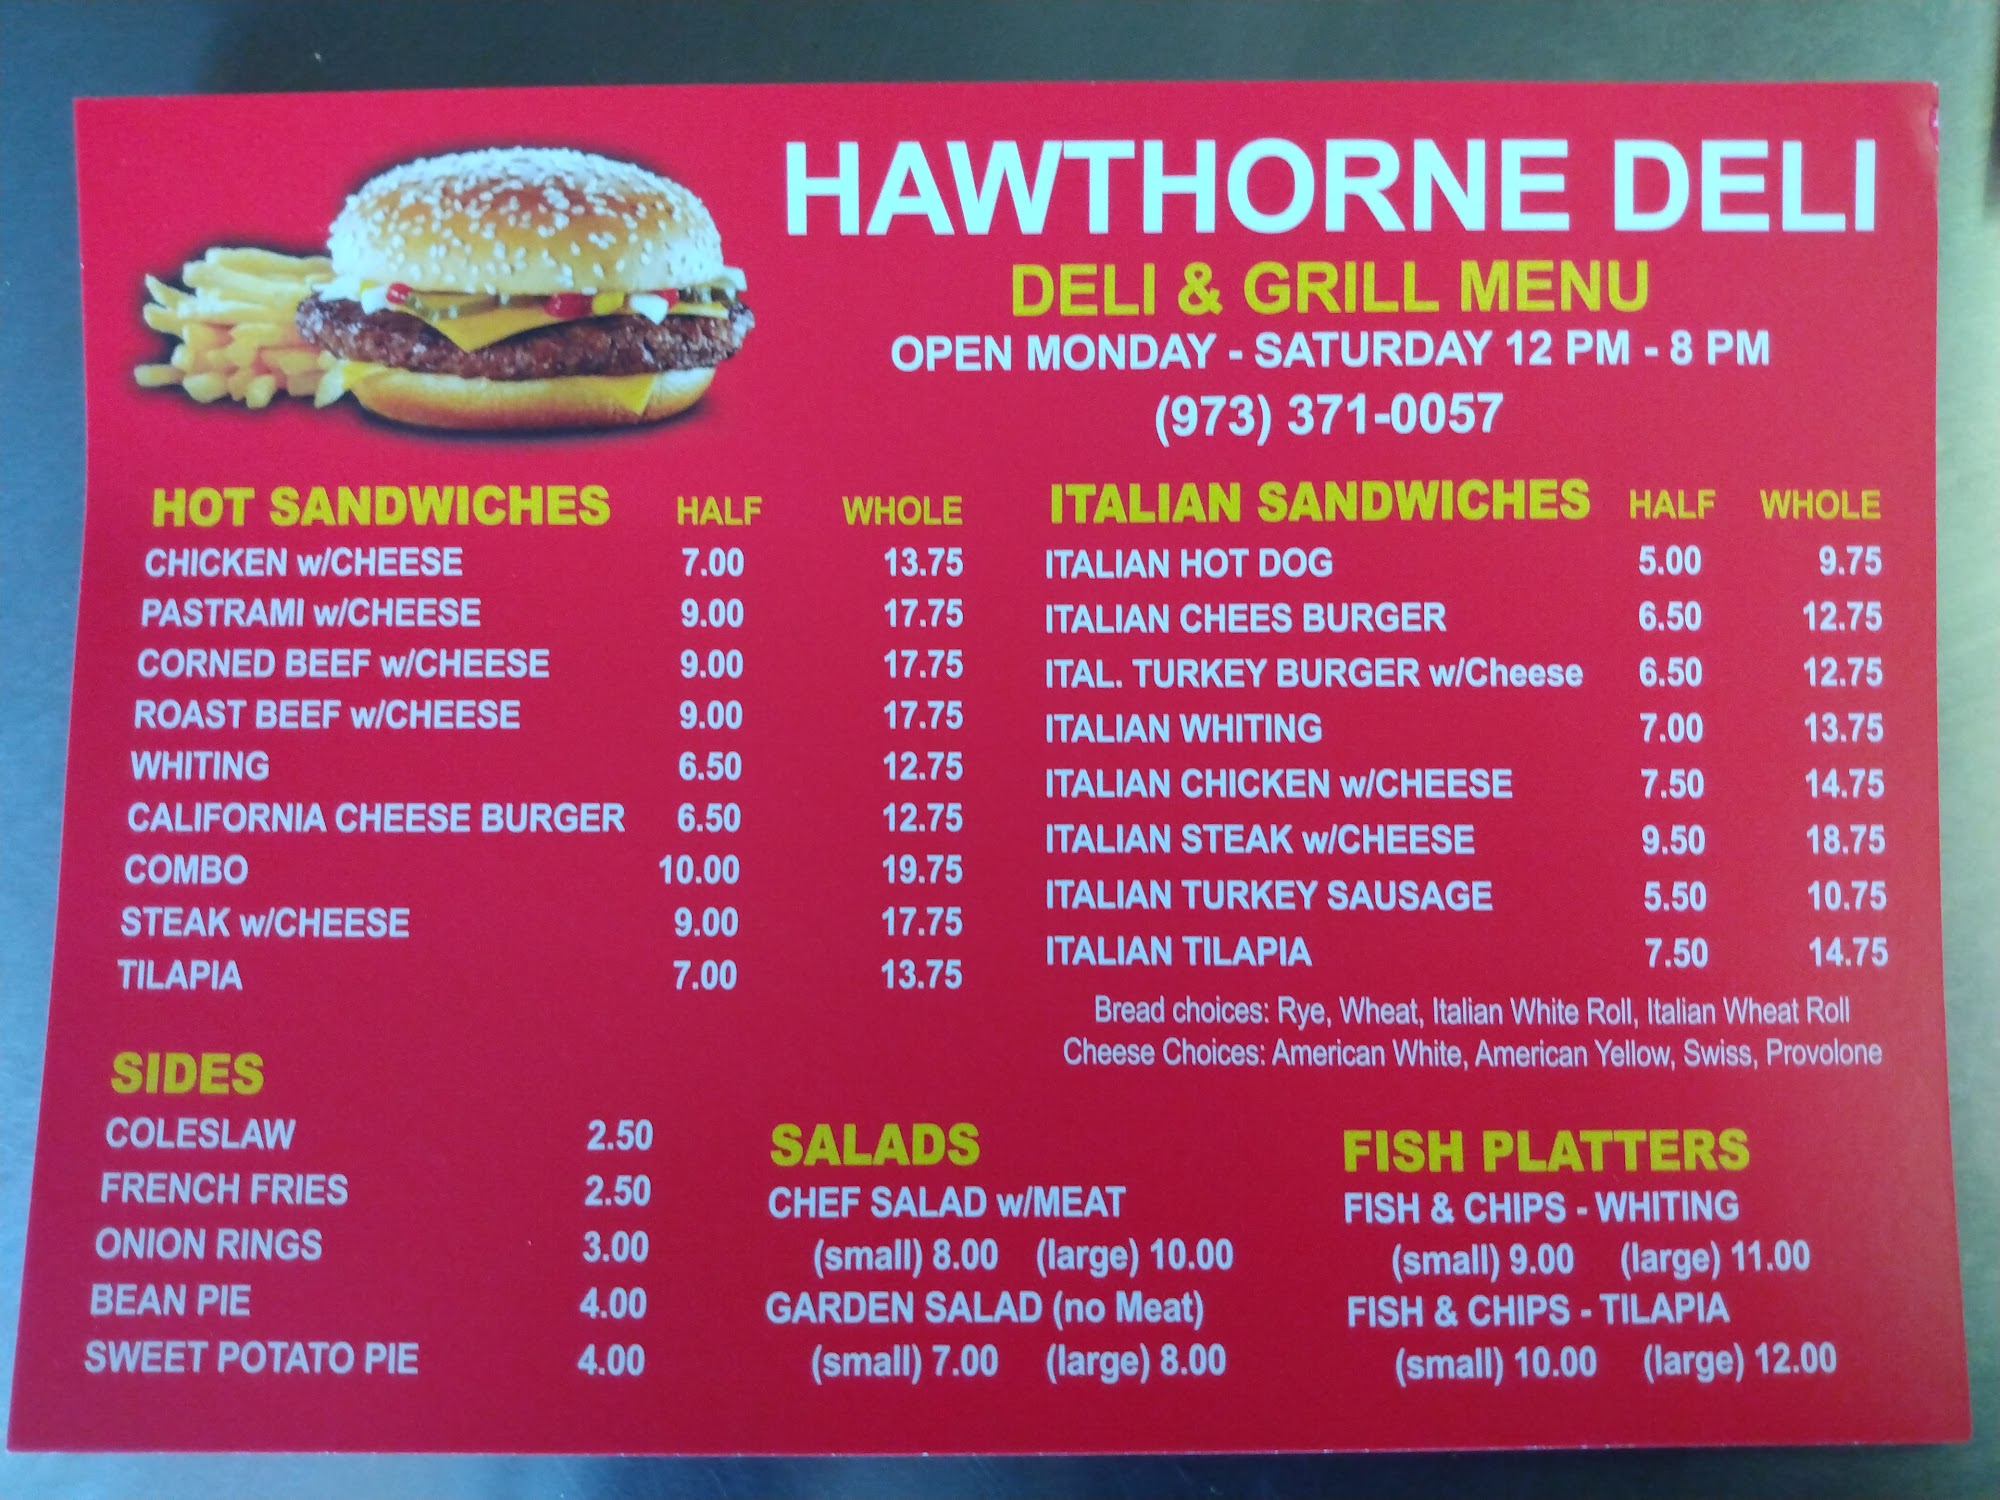 HAWTHORNE DELI
DELI & GRILL MENU
OPEN MONDAY - SATURDAY 12 PM - 8 PM
(973) 371-0057
HOT SANDWICHES HALF WHOLE
CHICKEN w/CHEESE 7.00 13.75
PASTRAMI w/CHEESE 9.00 17.75
CORNED BEEF w/CHEESE 9.00 17.75
ROAST BEEF w/CHEESE 9.00 17.75
WHITING 6.50 12.75
CALIFORNIA CHEESE BURGER 6.50 12.75
COMBO 10.00 19.75
STEAK w/CHEESE 9.00 17.75
TILAPIA 7.00 13.75
ITALIAN SANDWICHES HALF WHOLE
ITALIAN HOT DOG 5.00 9.75
ITALIAN CHEES BURGER 6.50 12.75
ITAL. TURKEY BURGER w/Cheese 6.50 12.75
ITALIAN WHITING 7.00 13.75
ITALIAN CHICKEN w/CHEESE 7.50 14.75
ITALIAN STEAK w/CHEESE 9.50 18.75
ITALIAN TURKEY SAUSAGE 5.50 10.75
ITALIAN TILAPIA 7.50 14.75
Bread choices: Rye, Wheat, Italian White Roll, Italian Wheat Roll
Cheese Choices: American White, American Yellow, Swiss, Provolone
SIDES
COLESLAW 2.50
FRENCH FRIES 2.50
ONION RINGS 3.00
BEAN PIE 4.00
SWEET POTATO PIE 4.00
SALADS
CHEF SALAD w/MEAT
(small) 8.00 (large) 10.00
GARDEN SALAD (no Meat)
(small) 7.00 (large) 8.00
FISH PLATTERS
FISH & CHIPS - WHITING
(small) 9.00 (large) 11.00
FISH & CHIPS - TILAPIA
(small) 10.00 (large) 12.00